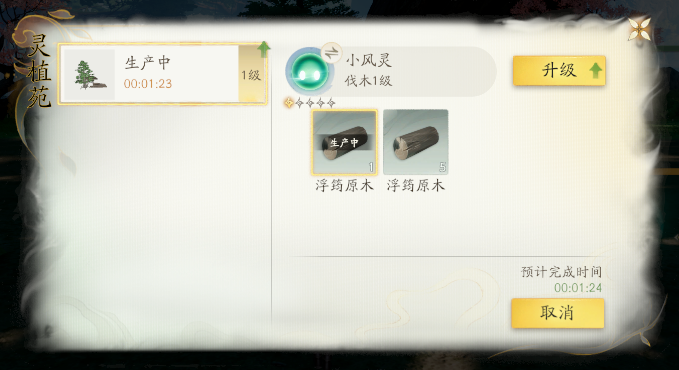 灵植苑
生产中
00:01:23
1级
小风灵
伐木1级
升级
生产中
1
5
浮筠原木
浮筠原木
预计完成时间
00:01:24
取消